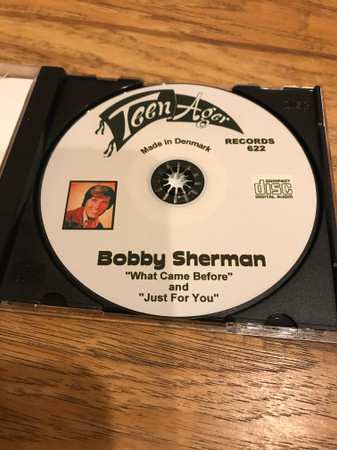 Teen Ager
Made in Denmark
RECORDS
622
COMPACT
disc
DIGITAL AUDIO
Bobby Sherman
"What Came Before"
and
"Just For You"